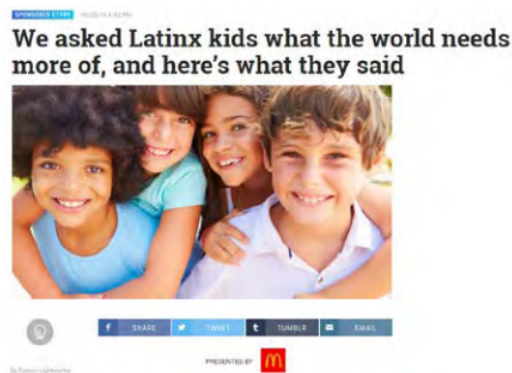 SPONSORED STORY
We asked Latinx kids what the world needs
more of, and here's what they said
SHARE
TWEET
TUMBLR
EMAIL
PRESENTED BY